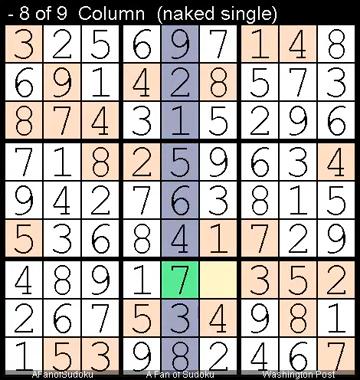 - 8 of 9 Column (naked single)
3 2 5 6 9 7 1 4 8
6 9 1 4 2 8 5 7 3
8 7 4 3 1 5 2 9 6
7 1 8 2 5 9 6 3 4
9 4 2 7 6 3 8 1 5
5 3 6 8 4 1 7 2 9
4 8 9 1 7 3 5 2
2 6 7 5 3 4 9 8 1
1 5 3 9 8 2 4 6 7
AFanofSudoku A Fan of Sudoku Washington Post